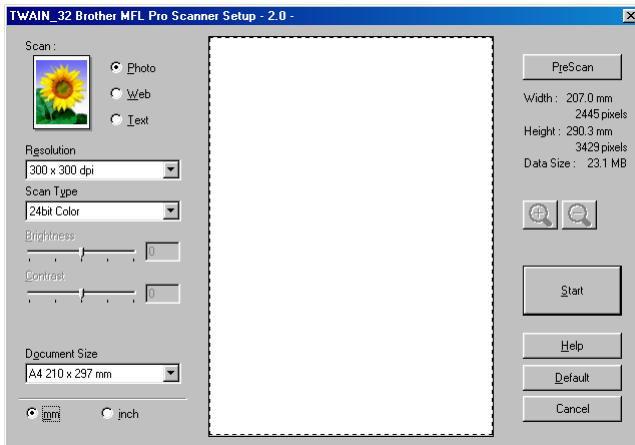 TWAIN_32 Brother MFL Pro Scanner Setup - 2.0 -
Scan :
Photo
Web
Text
Resolution
300 x 300 dpi
Scan Type
24bit Color
Brightness
0
Contrast
0
Document Size
A4 210 x 297 mm
mm
inch
PreScan
Width : 207.0 mm
2445 pixels
Height : 290.3 mm
3429 pixels
Data Size : 23.1 MB
Start
Help
Default
Cancel